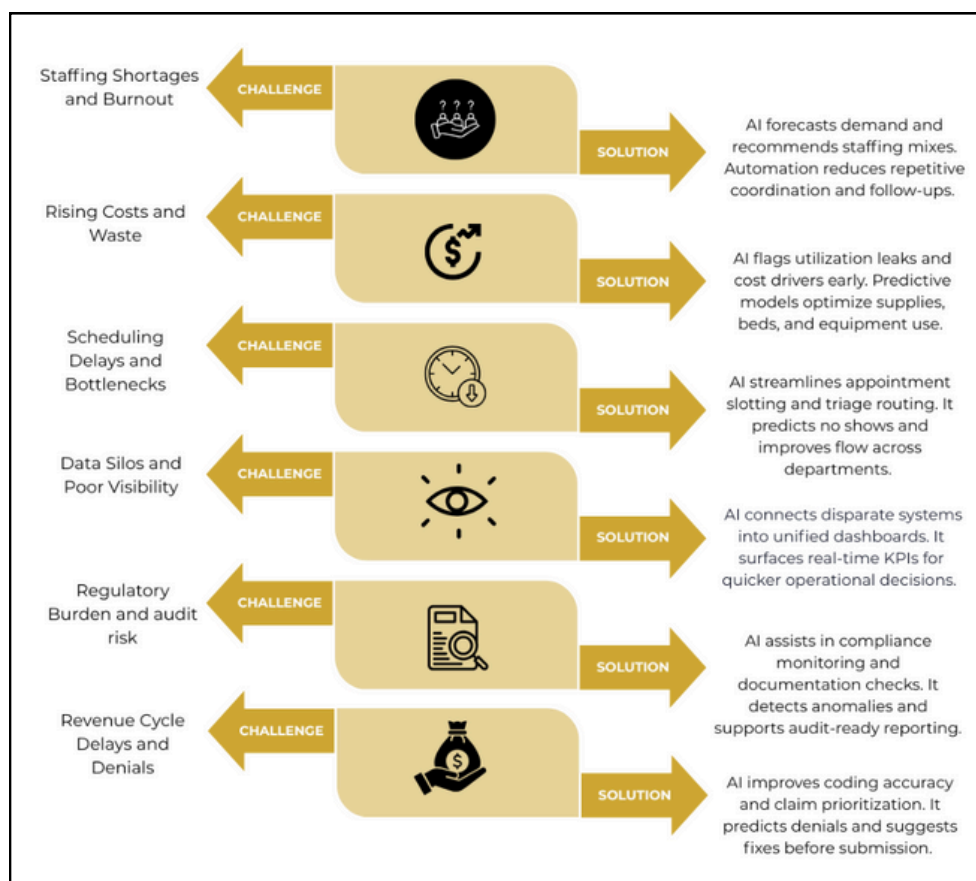 Staffing Shortages
and Burnout
CHALLENGE
? ? ?
SOLUTION
AI forecasts demand and
recommends staffing mixes.
Automation reduces repetitive
coordination and follow-ups.
Rising Costs and
Waste
CHALLENGE
$
SOLUTION
AI flags utilization leaks and
cost drivers early. Predictive
models optimize supplies,
beds, and equipment use.
Scheduling
Delays and
Bottlenecks
CHALLENGE
SOLUTION
AI streamlines appointment
slotting and triage routing. It
predicts no shows and
improves flow across
departments.
Data Silos and
Poor Visibility
CHALLENGE
SOLUTION
AI connects disparate systems
into unified dashboards. It
surfaces real-time KPIs for
quicker operational decisions.
Regulatory
Burden and audit
risk
CHALLENGE
SOLUTION
AI assists in compliance
monitoring and
documentation checks. It
detects anomalies and
supports audit-ready reporting.
Revenue Cycle
Delays and
Denials
CHALLENGE
$
SOLUTION
AI improves coding accuracy
and claim prioritization. It
predicts denials and suggests
fixes before submission.